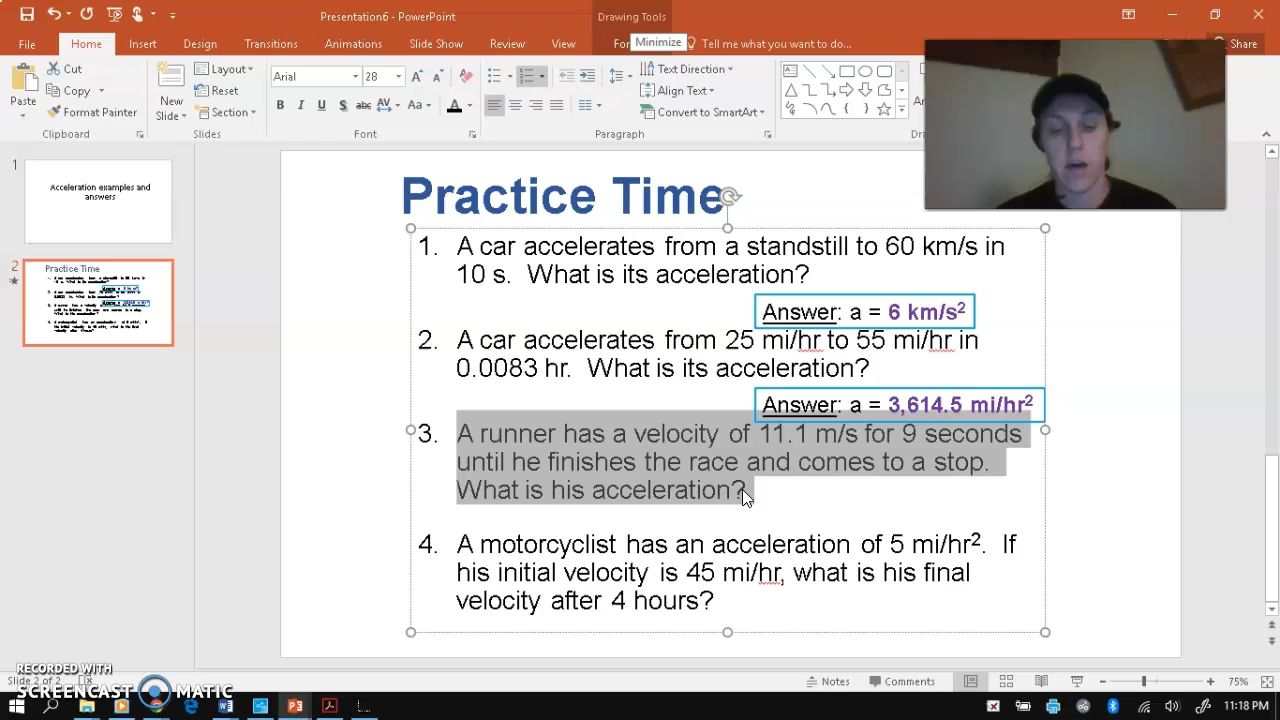 Presentation6 - PowerPoint
Drawing Tools
File Home Insert Design Transitions Animations Slide Show Review View Minimize Tell me what you want to do... Share
Cut
Copy
Format Painter
Paste
Clipboard
New Slide
Layout
Reset
Section
Slides
Arial 28
B I U S abc AV Aa A
Font
Text Direction
Align Text
Convert to SmartArt
Paragraph
1
Acceleration examples and
answers
2
Practice Time
Practice Time
1. A car accelerates from a standstill to 60 km/s in
10 s. What is its acceleration?
Answer: a = 6 km/s²
2. A car accelerates from 25 mi/hr to 55 mi/hr in
0.0083 hr. What is its acceleration?
Answer: a = 3,614.5 mi/hr²
3. A runner has a velocity of 11.1 m/s for 9 seconds
until he finishes the race and comes to a stop.
What is his acceleration?
4. A motorcyclist has an acceleration of 5 mi/hr². If
his initial velocity is 45 mi/hr, what is his final
velocity after 4 hours?
RECORDED WITH
SCREENCAST MATIC
Slide 2 of 2
Notes Comments 75%
11:18 PM